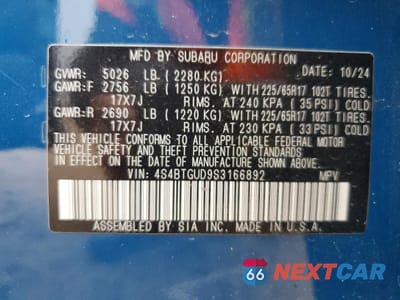 MFD. BY SUBARU CORPORATION
DATE: 10/24
GVWR: 5026 LB (2280 KG)
GAWR:F 2756 LB (1250 KG) WITH 225/65R17 102T TIRES.
17X7J RIMS, AT 240 KPA (35 PSI) COLD
GAWR:R 2690 LB (1220 KG) WITH 225/65R17 102T TIRES.
17X7J RIMS, AT 230 KPA (33 PSI) COLD
THIS VEHICLE CONFORMS TO ALL APPLICABLE FEDERAL MOTOR
VEHICLE SAFETY AND BUMPER STANDARDS IN EFFECT ON THE
DATE OF MANUFACTURE SHOWN ABOVE.
VIN: 4S4BTGUD9S3166892 MPV
ASSEMBLED BY SIA MADE IN U.S.A.
66 NEXTCAR